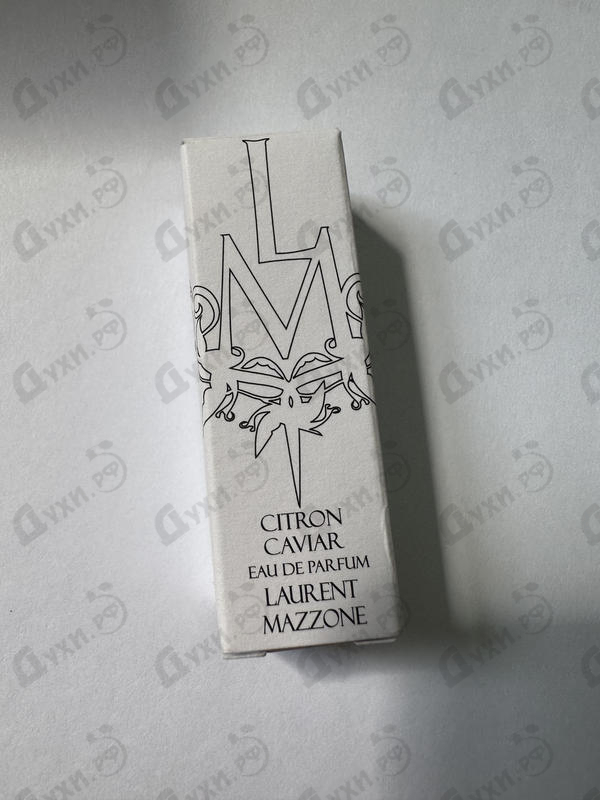 LM
CITRON
CAVIAR
EAU DE PARFUM
LAURENT
MAZZONE
Духи.РФ